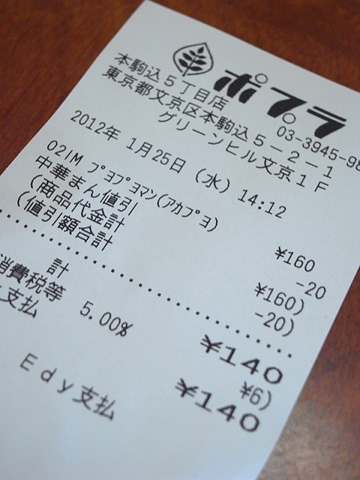 ポプラ
本駒込5丁目店 03-3945-98
東京都文京区本駒込5-2-1
グリーンヒル文京1F
2012年 1月25日 (水) 14:12
02IM プヨプヨマン(アカプヨ) ¥160
中華まん値引 -20
(商品代金計 ¥160)
(値引額合計 -20)
計 ¥140
消費税等 5.00% ¥6)
支払 ¥140
Edy支払